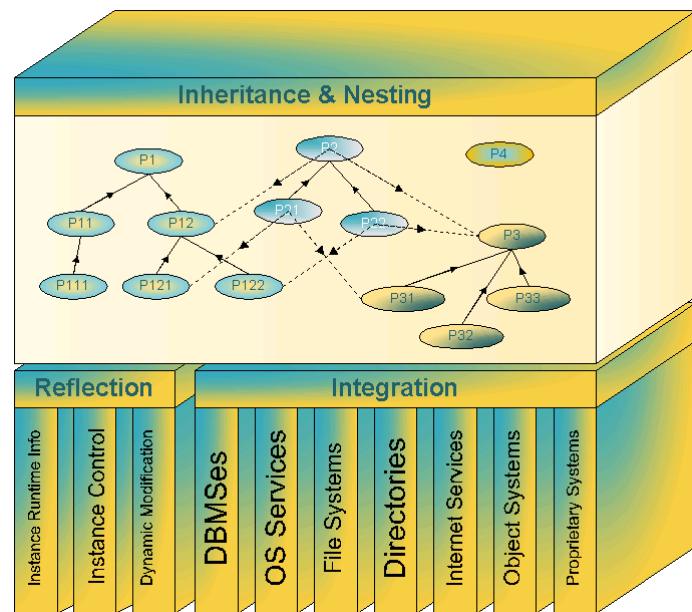 Inheritance & Nesting
P1
P2
P4
P11
P12
P21
P22
P3
P111
P121
P122
P31
P33
P32
Reflection
Integration
Instance Runtime Info
Instance Control
Dynamic Modification
DBMSes
OS Services
File Systems
Directories
Internet Services
Object Systems
Proprietary Systems